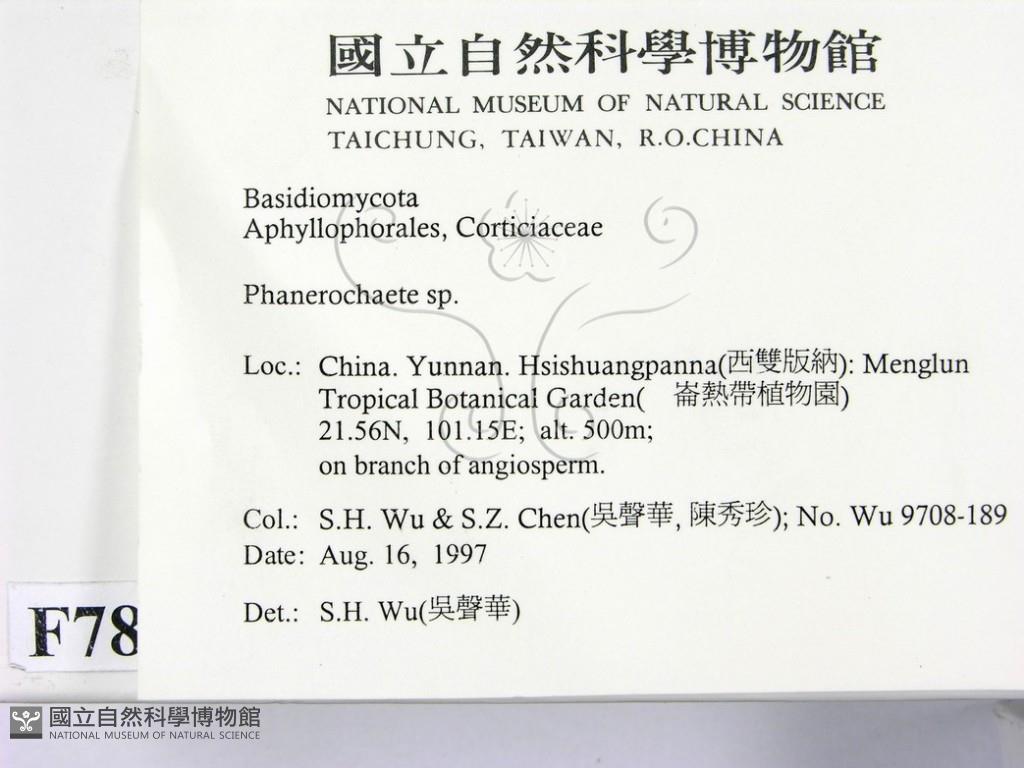 國立自然科學博物館
NATIONAL MUSEUM OF NATURAL SCIENCE
TAICHUNG, TAIWAN, R.O.CHINA
Basidiomycota
Aphyllophorales, Corticiaceae
Phanerochaete sp.
Loc.: China. Yunnan. Hsishuangpanna(西雙版納): Menglun
Tropical Botanical Garden( 崙熱帶植物園)
21.56N, 101.15E; alt. 500m;
on branch of angiosperm.
Col.: S.H. Wu & S.Z. Chen(吳聲華, 陳秀珍); No. Wu 9708-189
Date: Aug. 16, 1997
Det.: S.H. Wu(吳聲華)
F78
國立自然科學博物館
NATIONAL MUSEUM OF NATURAL SCIENCE